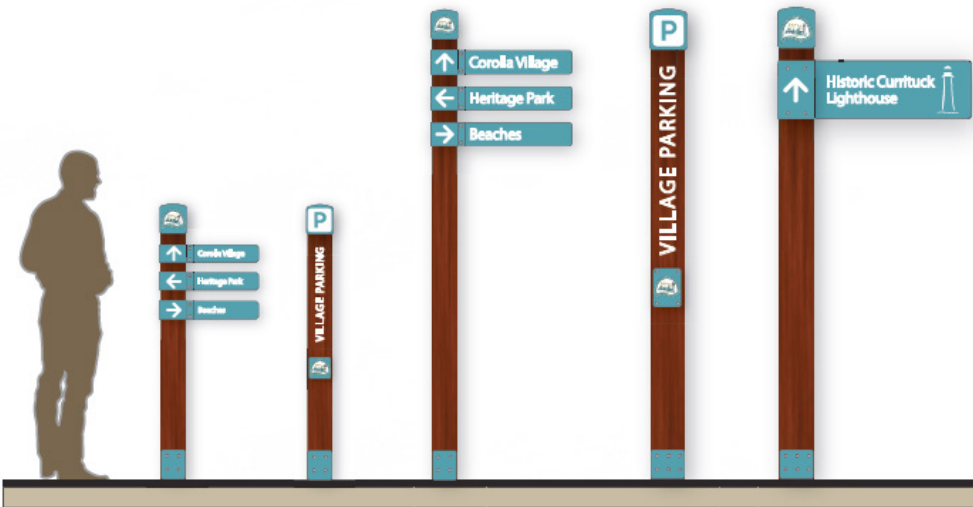 Corolla Village
Heritage Park
Beaches
P
VILLAGE PARKING
Corolla Village
Heritage Park
Beaches
P
VILLAGE PARKING
Historic Currituck
Lighthouse